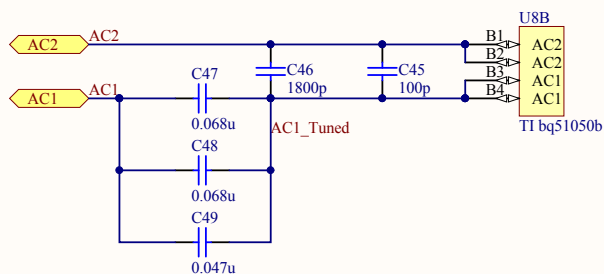 U8B
AC2
AC2
B1
AC2
B2
AC2
C46
1800p
C45
100p
B3
AC1
B4
AC1
TI bq51050b
AC1
AC1
C47
0.068u
AC1_Tuned
C48
0.068u
C49
0.047u